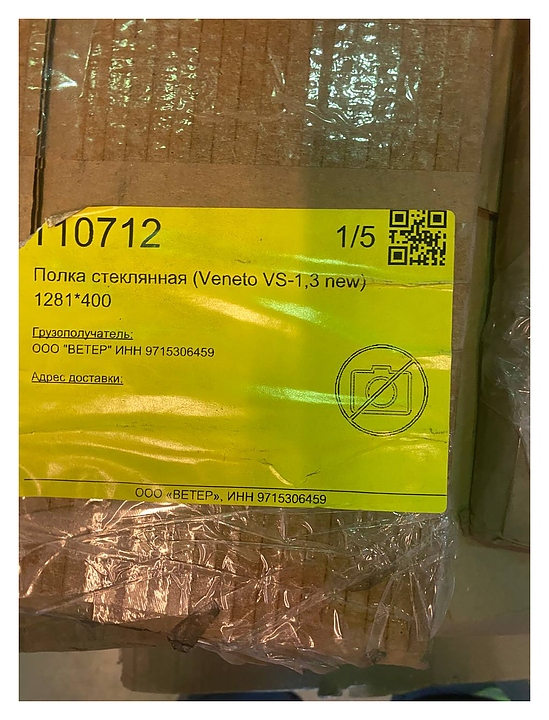 110712 1/5
Полка стеклянная (Veneto VS-1,3 new)
1281*400
Грузополучатель:
ООО "ВЕТЕР" ИНН 9715306459
Адрес доставки:
ООО «ВЕТЕР», ИНН 9715306459